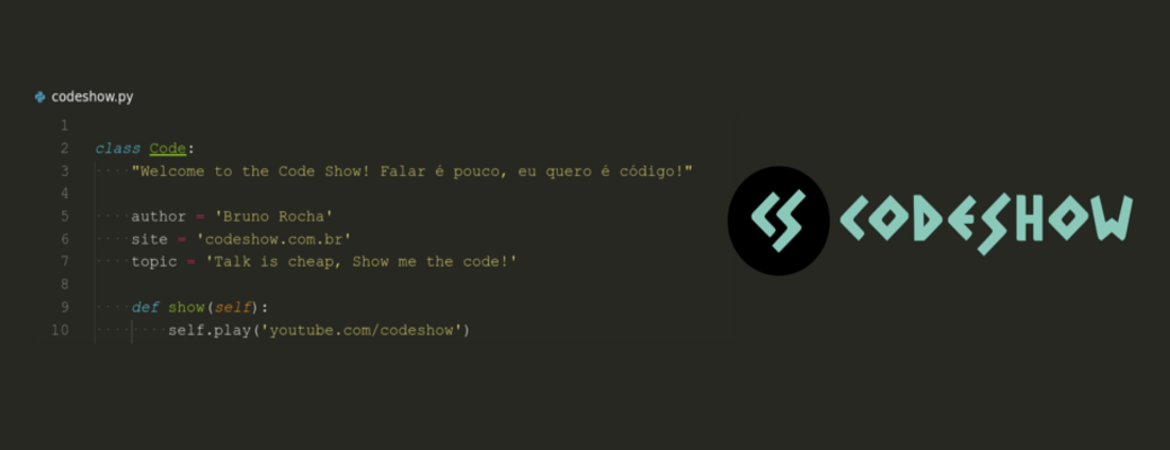 codeshow.py
1
2 class Code:
3 "Welcome to the Code Show! Falar é pouco, eu quero é código!"
4
5 author = 'Bruno Rocha'
6 site = 'codeshow.com.br'
7 topic = 'Talk is cheap, Show me the code!'
8
9 def show(self):
10 self.play('youtube.com/codeshow')
CS CODESHOW